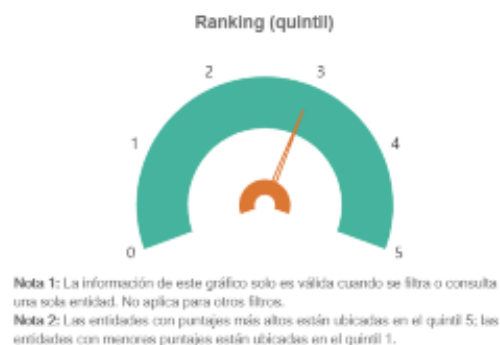 Ranking (quintil)
2
3
1
4
0
5
Nota 1: La información de este gráfico solo es válida cuando se filtra o consulta
una sola entidad. No aplica para otros filtros.
Nota 2: Las entidades con puntajes más altos están ubicadas en el quintil 5; las
entidades con menores puntajes están ubicadas en el quintil 1.